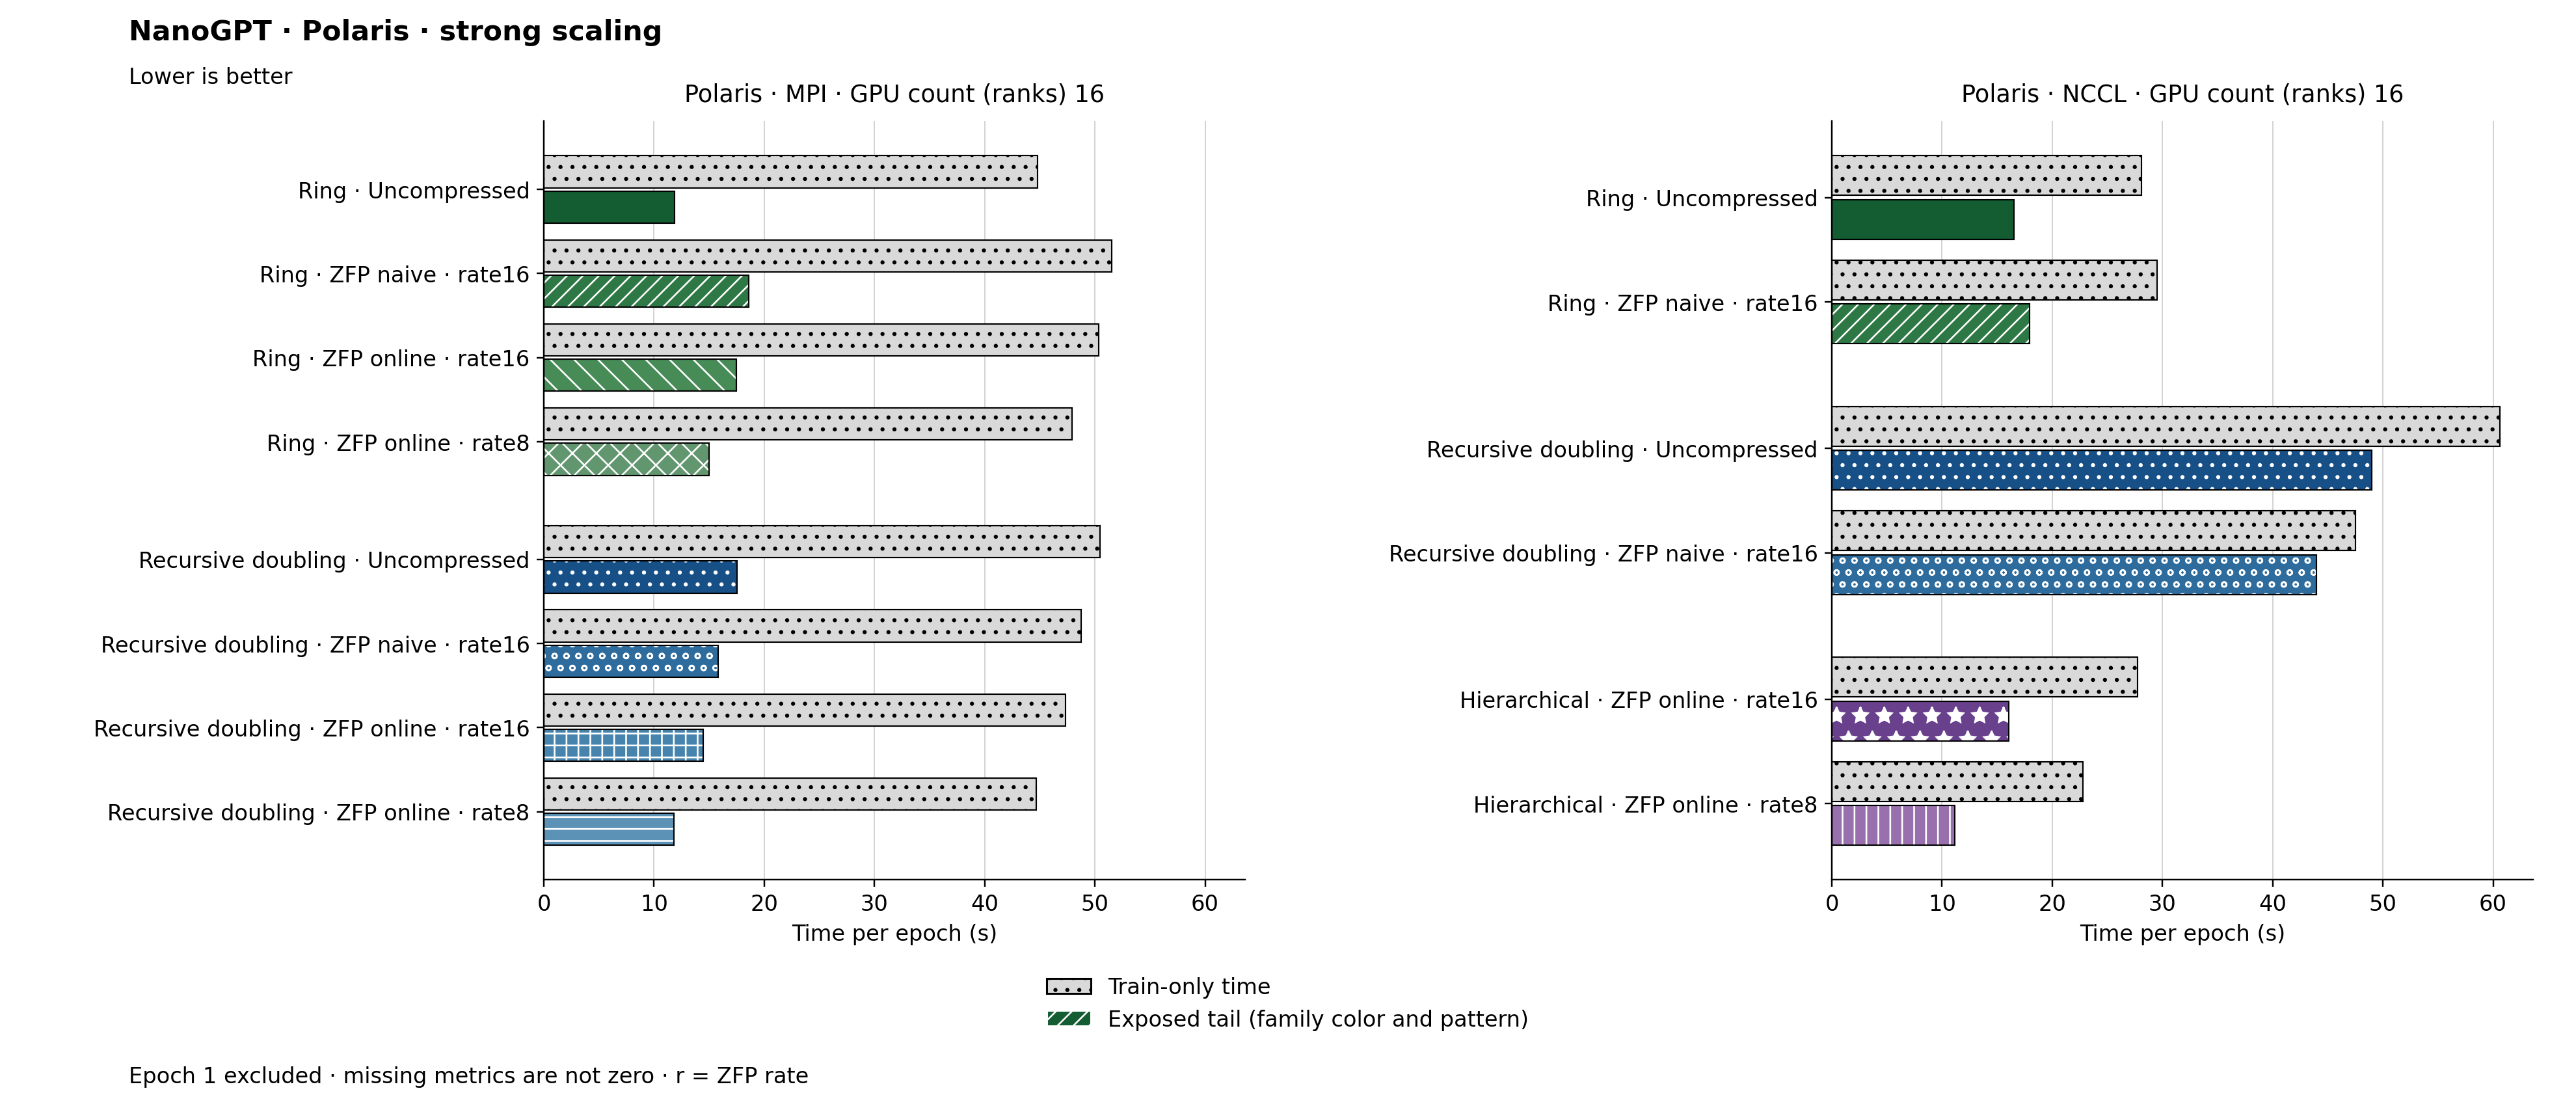 NanoGPT · Polaris · strong scaling
Lower is better
Polaris · MPI · GPU count (ranks) 16
Ring · Uncompressed
Ring · ZFP naive · rate16
Ring · ZFP online · rate16
Ring · ZFP online · rate8
Recursive doubling · Uncompressed
Recursive doubling · ZFP naive · rate16
Recursive doubling · ZFP online · rate16
Recursive doubling · ZFP online · rate8
0 10 20 30 40 50 60
Time per epoch (s)
Polaris · NCCL · GPU count (ranks) 16
Ring · Uncompressed
Ring · ZFP naive · rate16
Recursive doubling · Uncompressed
Recursive doubling · ZFP naive · rate16
Hierarchical · ZFP online · rate16
Hierarchical · ZFP online · rate8
0 10 20 30 40 50 60
Time per epoch (s)
Train-only time
Exposed tail (family color and pattern)
Epoch 1 excluded · missing metrics are not zero · r = ZFP rate